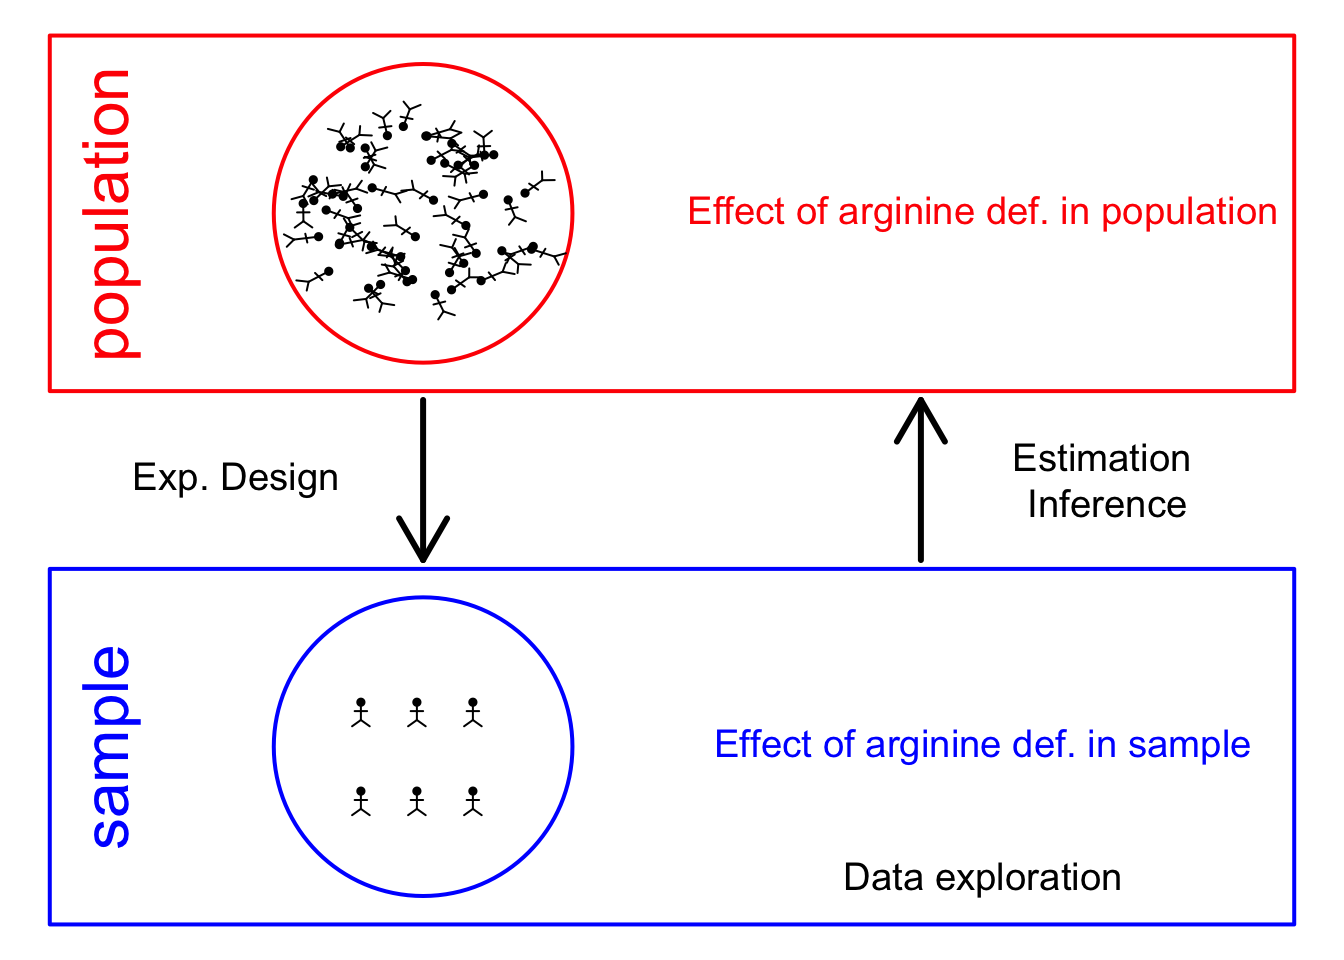 population
Effect of arginine def. in population
Exp. Design
Estimation
Inference
sample
Effect of arginine def. in sample
Data exploration